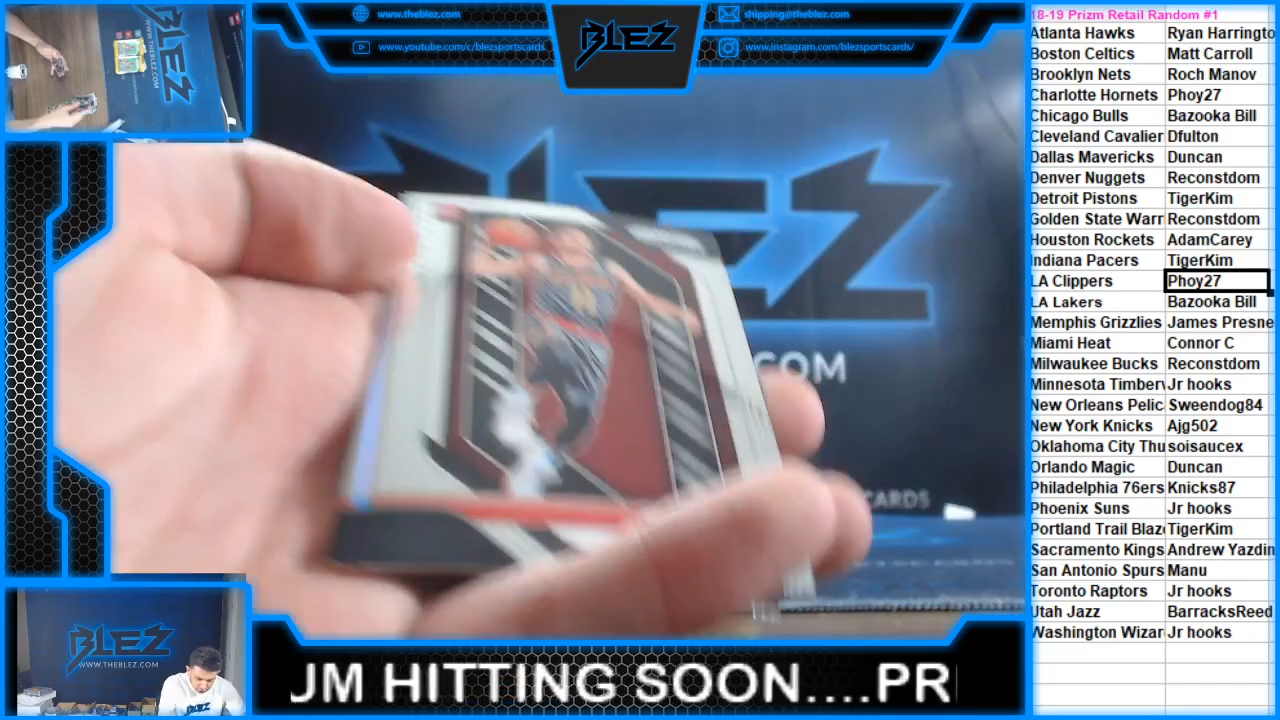 www.theblez.com
www.youtube.com/c/blezsportscards
BLEZ
shipping@theblez.com
www.instagram.com/blezsportscards/
BLEZ
WWW.THEBLEZ.COM
BLEZ
.COM
CARDS
18-19 Prizm Retail Random #1
Atlanta Hawks Ryan Harringto
Boston Celtics Matt Carroll
Brooklyn Nets Roch Manov
Charlotte Hornets Phoy27
Chicago Bulls Bazooka Bill
Cleveland Cavalier Dfulton
Dallas Mavericks Duncan
Denver Nuggets Reconstdom
Detroit Pistons TigerKim
Golden State Warr Reconstdom
Houston Rockets AdamCarey
Indiana Pacers TigerKim
LA Clippers Phoy27
LA Lakers Bazooka Bill
Memphis Grizzlies James Presne
Miami Heat Connor C
Milwaukee Bucks Reconstdom
Minnesota Timberv Jr hooks
New Orleans Pelic Sweendog84
New York Knicks Ajg502
Oklahoma City Thu soisaucex
Orlando Magic Duncan
Philadelphia 76ers Knicks87
Phoenix Suns Jr hooks
Portland Trail Blaz TigerKim
Sacramento Kings Andrew Yazdin
San Antonio Spurs Manu
Toronto Raptors Jr hooks
Utah Jazz BarracksReed
Washington Wizar Jr hooks
BLEZ
WWW.THEBLEZ.COM
UM HITTING SOON....PR